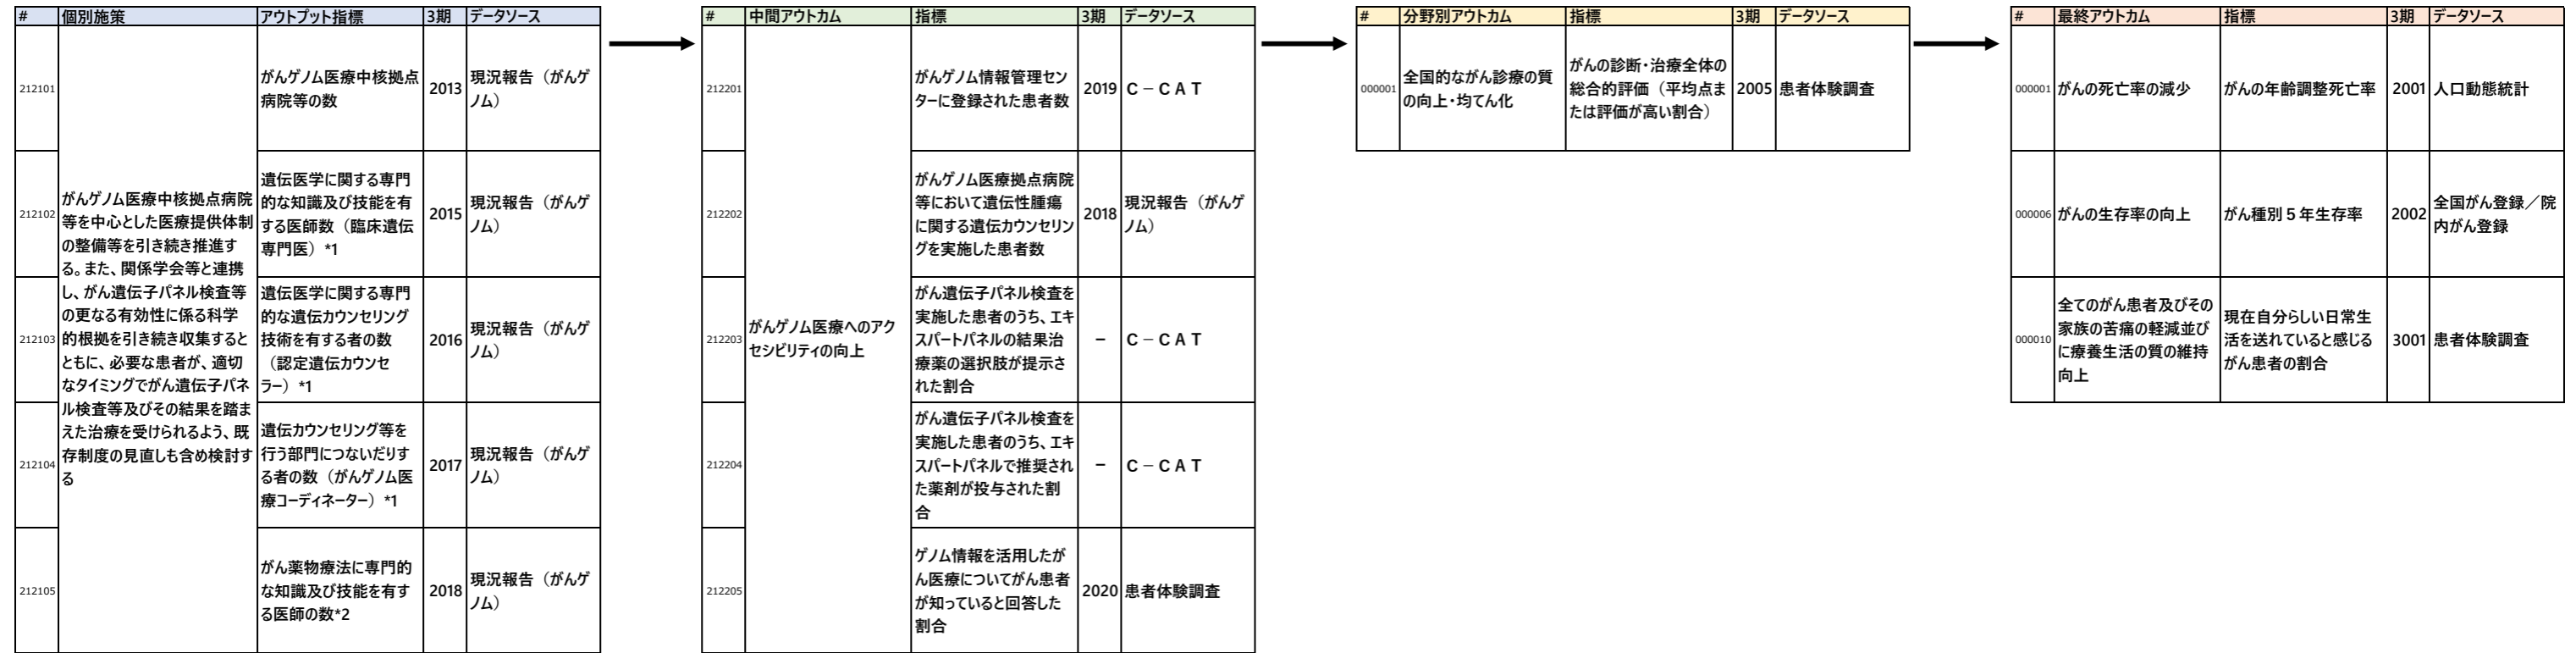 # 個別施策 アウトプット指標 3期 データソース
212101
がんゲノム医療中核拠点病院
等を中心とした医療提供体制
の整備等を引き続き推進す
る。また、関係学会等と連携
し、がん遺伝子パネル検査等
の更なる有効性に係る科学
的根拠を引き続き収集すると
ともに、必要な患者が、適切
なタイミングでがん遺伝子パネ
ル検査等及びその結果を踏ま
えた治療を受けられるよう、既
存制度の見直しも含め検討す
る
がんゲノム医療中核拠点
病院等の数
2013
現況報告（がんゲ
ノム）
212102
遺伝医学に関する専門
的な知識及び技能を有
する医師数（臨床遺伝
専門医）*1
2015
現況報告（がんゲ
ノム）
212103
遺伝医学に関する専門
的な遺伝カウンセリング
技術を有する者の数
（認定遺伝カウンセ
ラー）*1
2016
現況報告（がんゲ
ノム）
212104
遺伝カウンセリング等を
行う部門につないだりす
る者の数（がんゲノム医
療コーディネーター）*1
2017
現況報告（がんゲ
ノム）
212105
がん薬物療法に専門的
な知識及び技能を有す
る医師の数*2
2018
現況報告（がんゲ
ノム）
# 中間アウトカム 指標 3期 データソース
212201
がんゲノム医療へのアク
セシビリティの向上
がんゲノム情報管理セン
ターに登録された患者数
2019
Ｃ－ＣＡＴ
212202
がんゲノム医療拠点病院
等において遺伝性腫瘍
に関する遺伝カウンセリン
グを実施した患者数
2018
現況報告（がんゲ
ノム）
212203
がん遺伝子パネル検査を
実施した患者のうち、エキ
スパートパネルの結果治
療薬の選択肢が提示さ
れた割合
－
Ｃ－ＣＡＴ
212204
がん遺伝子パネル検査を
実施した患者のうち、エキ
スパートパネルで推奨され
た薬剤が投与された割
合
－
Ｃ－ＣＡＴ
212205
ゲノム情報を活用したが
ん医療についてがん患者
が知っていると回答した
割合
2020
患者体験調査
# 分野別アウトカム 指標 3期 データソース
000001
全国的ながん診療の質
の向上・均てん化
がんの診断・治療全体の
総合的評価（平均点ま
たは評価が高い割合）
2005
患者体験調査
# 最終アウトカム 指標 3期 データソース
000001
がんの死亡率の減少
がんの年齢調整死亡率
2001
人口動態統計
000006
がんの生存率の向上
がん種別５年生存率
2002
全国がん登録／院
内がん登録
000010
全てのがん患者及びその
家族の苦痛の軽減並び
に療養生活の質の維持
向上
現在自分らしい日常生
活を送れていると感じる
がん患者の割合
3001
患者体験調査